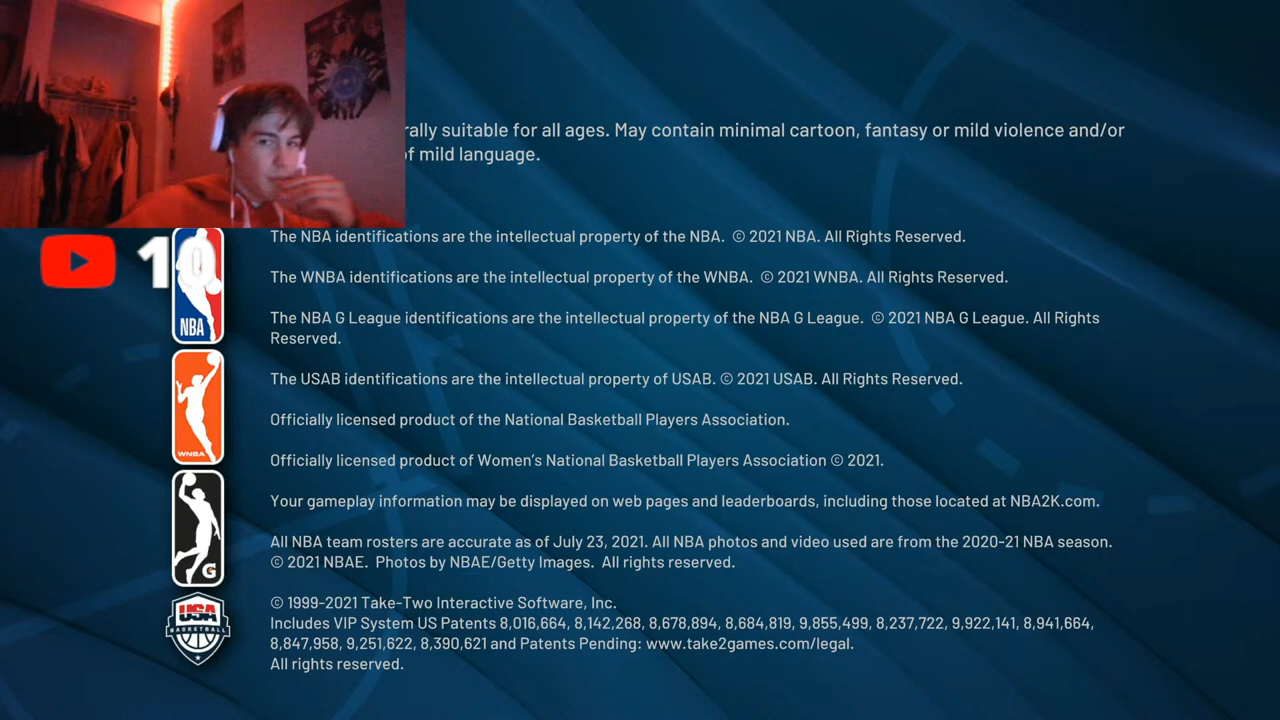 rally suitable for all ages. May contain minimal cartoon, fantasy or mild violence and/or
of mild language.
10
The NBA identifications are the intellectual property of the NBA. © 2021 NBA. All Rights Reserved.
The WNBA identifications are the intellectual property of the WNBA. © 2021 WNBA. All Rights Reserved.
The NBA G League identifications are the intellectual property of the NBA G League. © 2021 NBA G League. All Rights
Reserved.
NBA
The USAB identifications are the intellectual property of USAB. © 2021 USAB. All Rights Reserved.
Officially licensed product of the National Basketball Players Association.
WNBA
Officially licensed product of Women's National Basketball Players Association © 2021.
Your gameplay information may be displayed on web pages and leaderboards, including those located at NBA2K.com.
All NBA team rosters are accurate as of July 23, 2021. All NBA photos and video used are from the 2020-21 NBA season.
© 2021 NBAE. Photos by NBAE/Getty Images. All rights reserved.
G
© 1999-2021 Take-Two Interactive Software, Inc.
Includes VIP System US Patents 8,016,664, 8,142,268, 8,678,894, 8,684,819, 9,855,499, 8,237,722, 9,922,141, 8,941,664,
8,847,958, 9,251,622, 8,390,621 and Patents Pending: www.take2games.com/legal.
All rights reserved.
USA
BASKETBALL